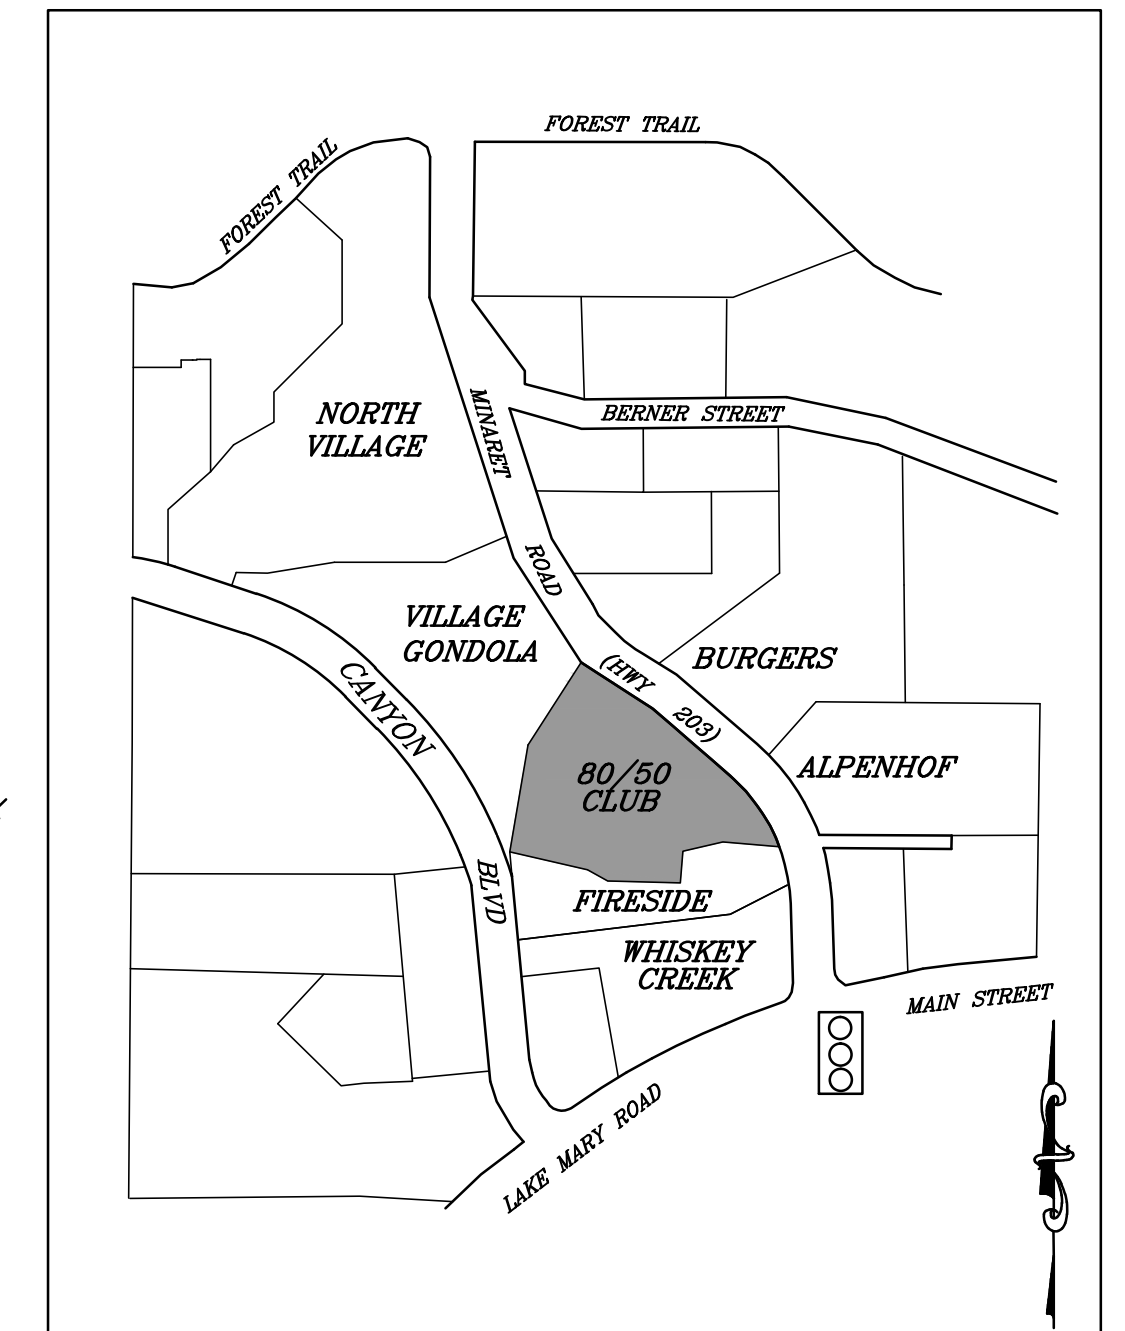 FOREST TRAIL
FOREST TRAIL
NORTH
VILLAGE
MINARET
BERNER STREET
ROAD
VILLAGE
GONDOLA
(HWY
203)
BURGERS
CANYON
80/50
CLUB
ALPENHOF
BLVD
FIRESIDE
WHISKEY
CREEK
MAIN STREET
LAKE MARY ROAD